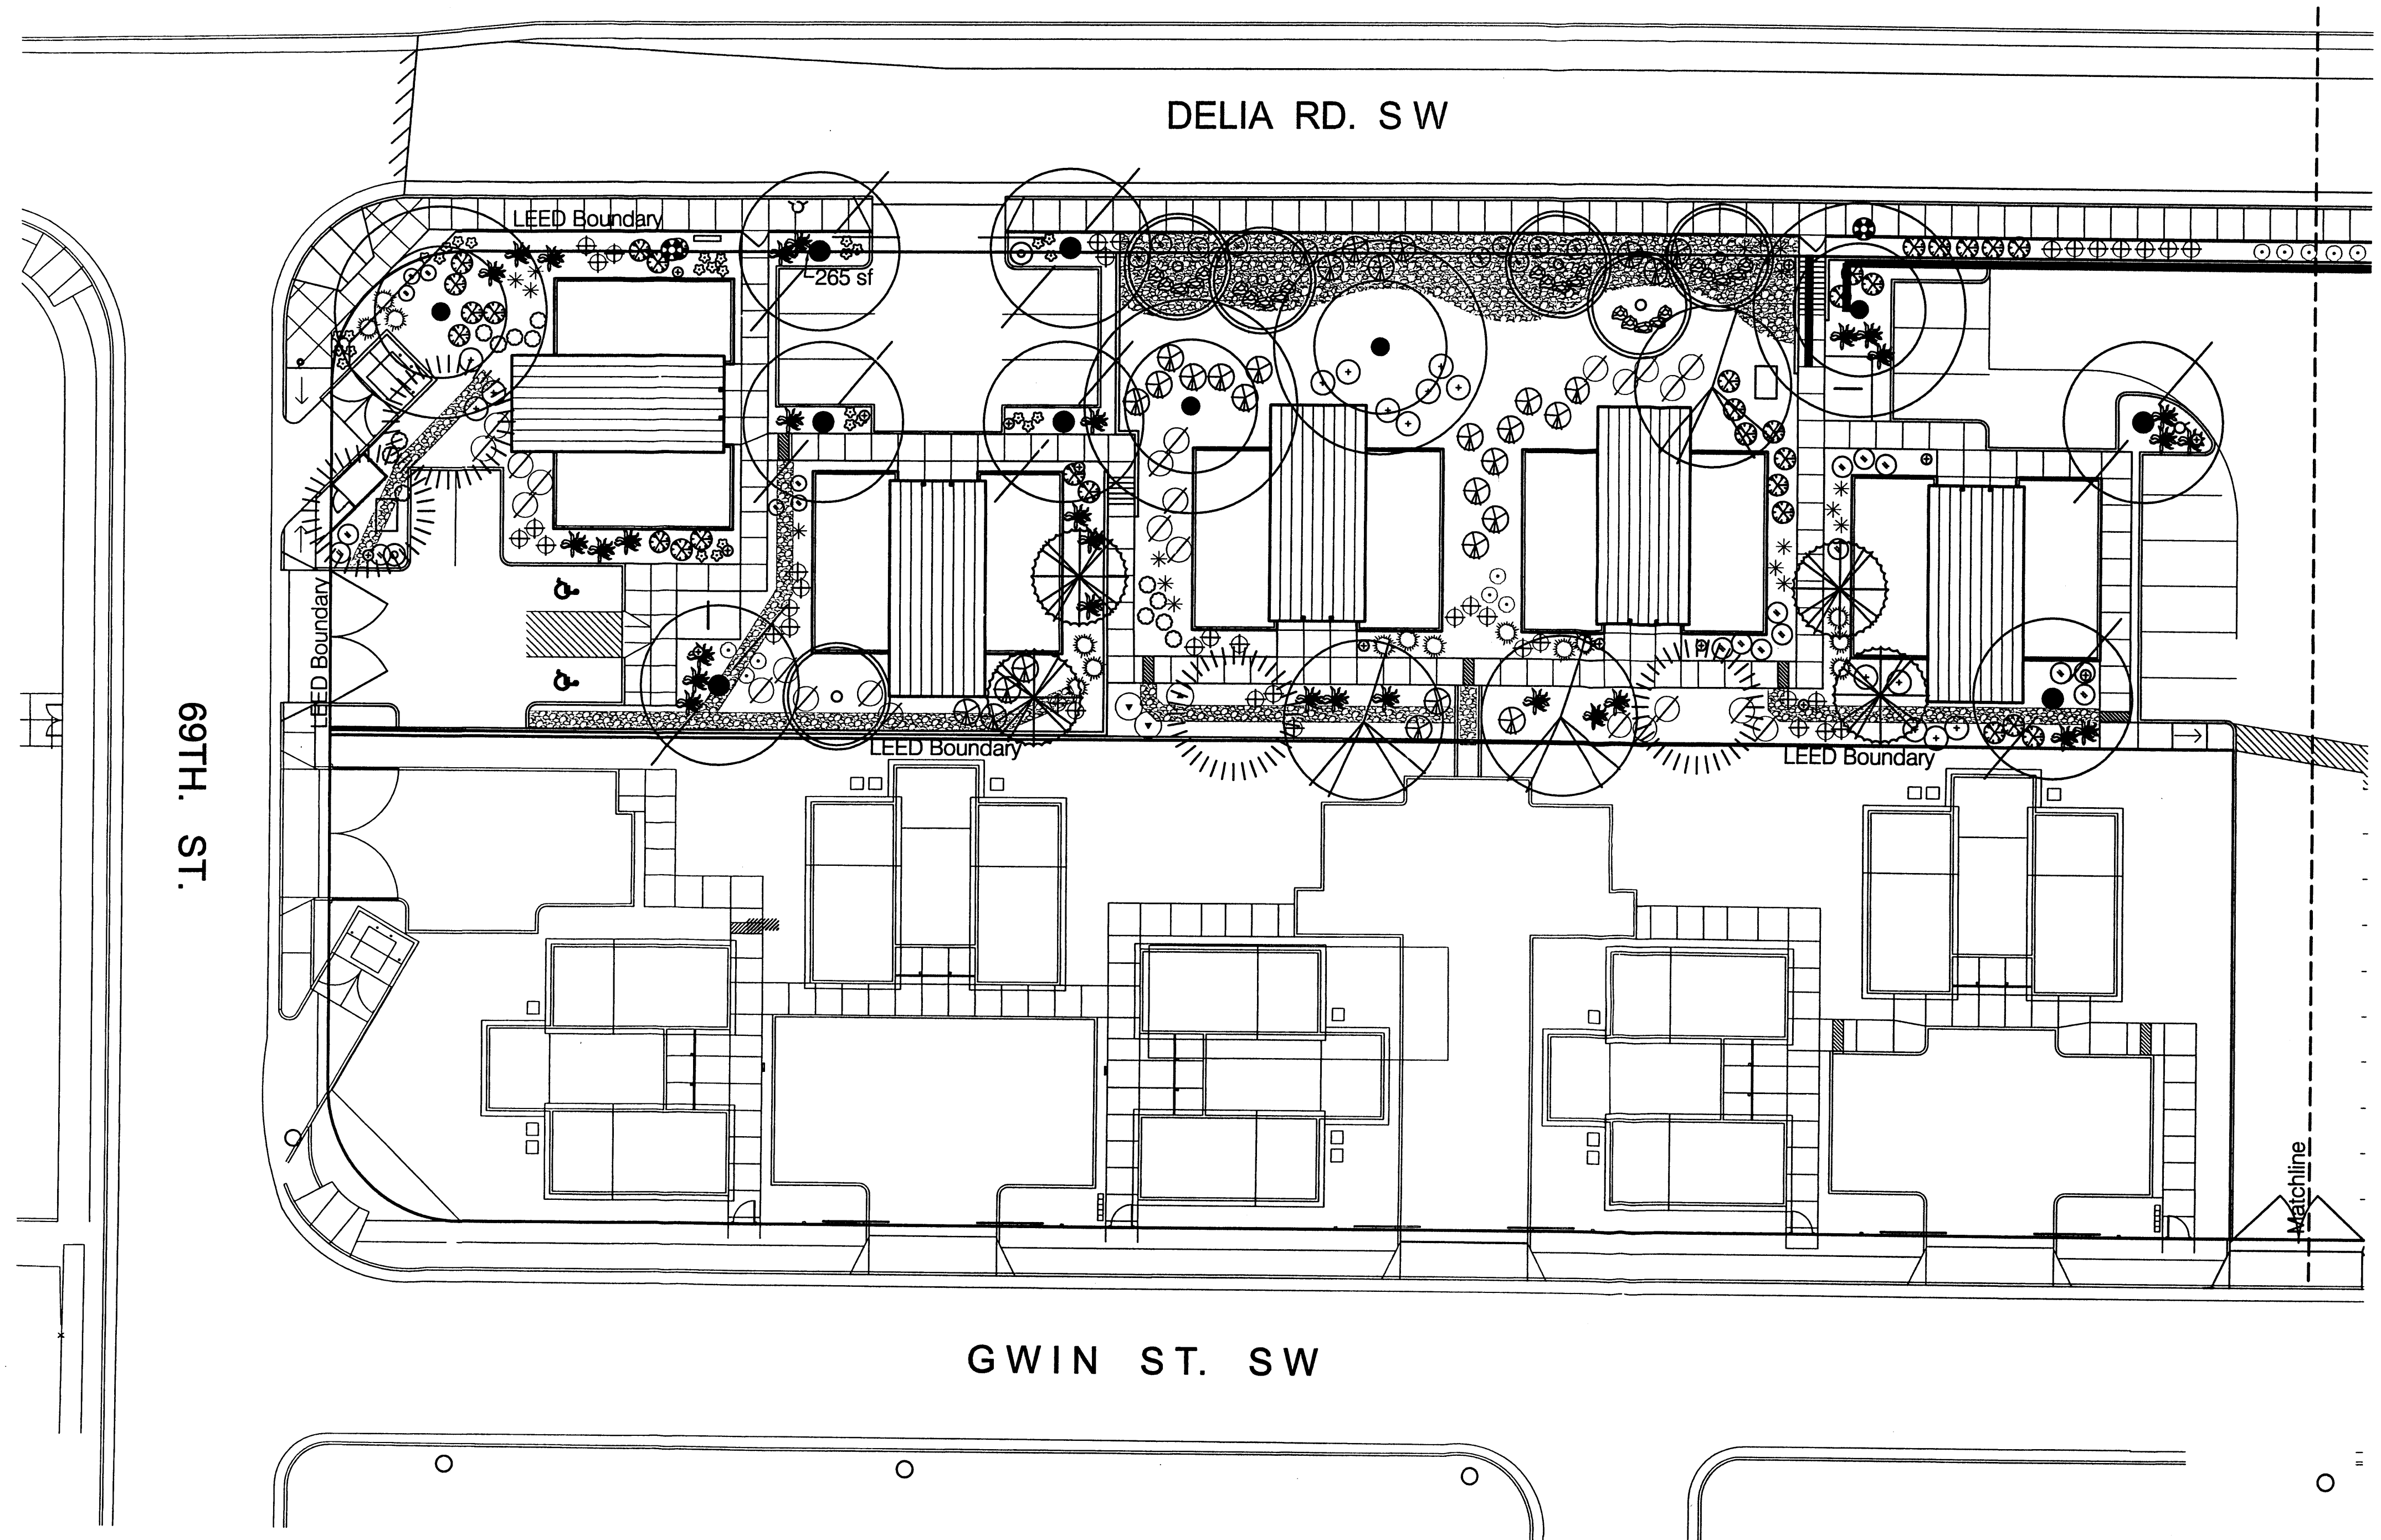 DELIA RD. SW
LEED Boundary
265 sf
LEED Boundary
69TH. ST.
LEED Boundary
LEED Boundary
Matchline
GWIN ST. SW